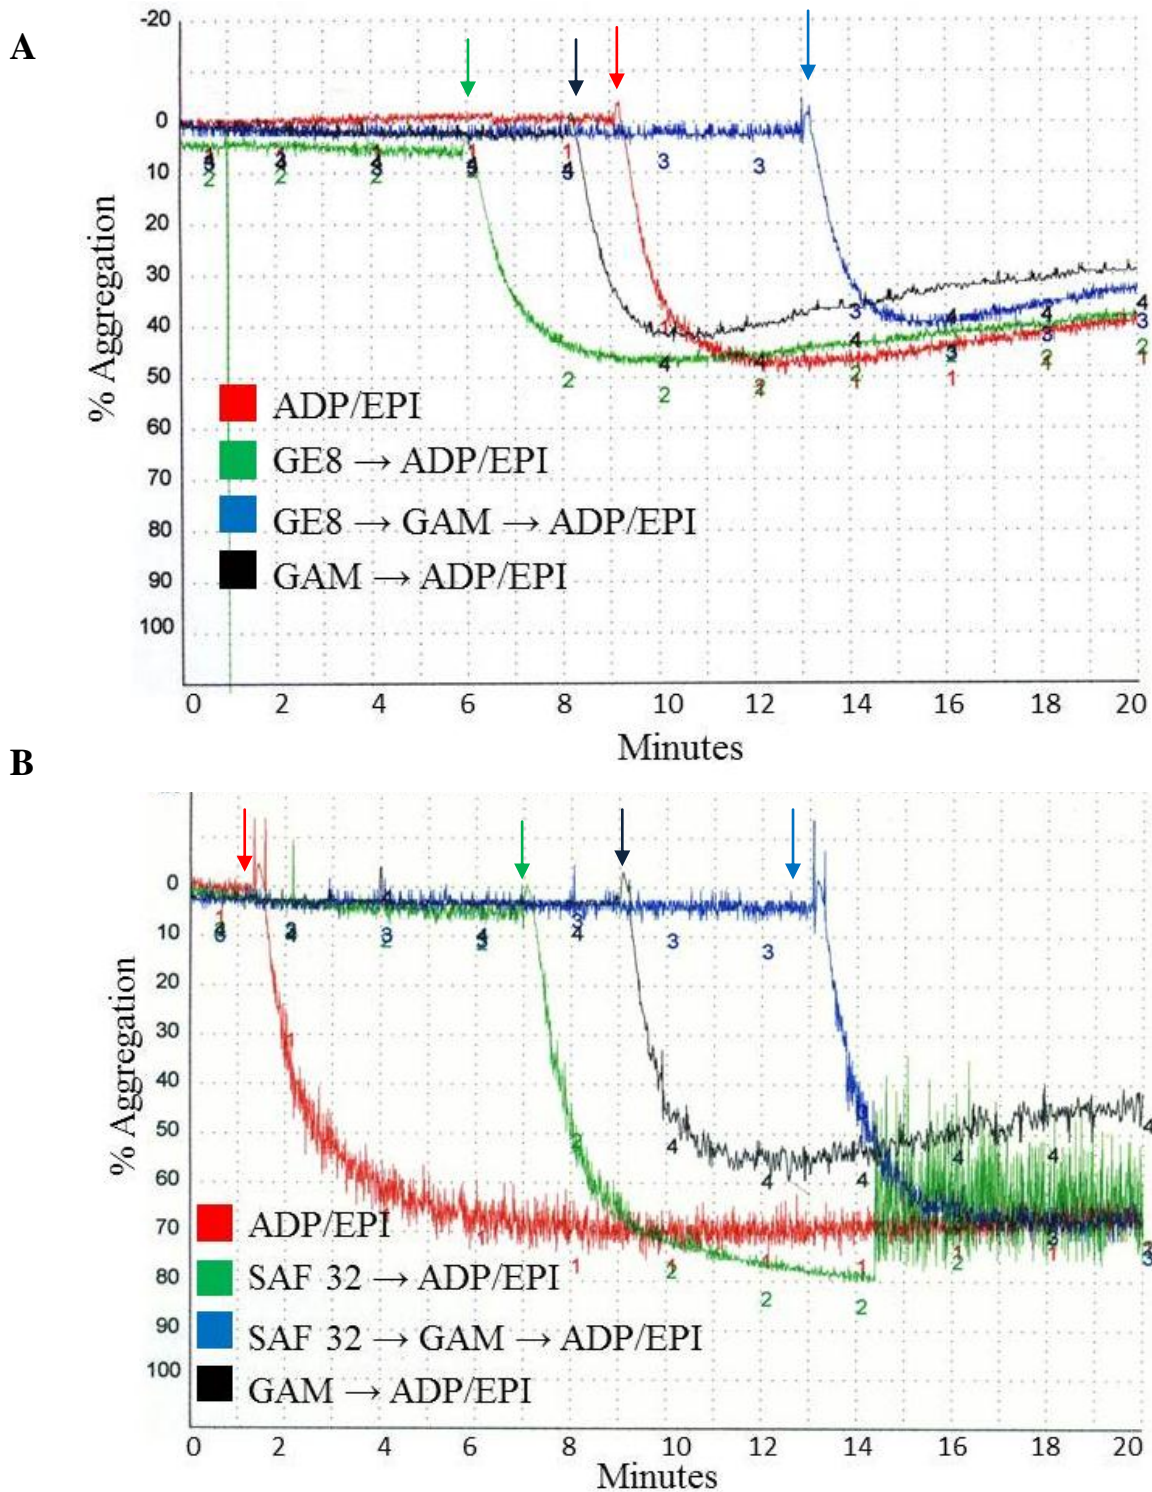 A
-20
0
10
20
30
40
50
60
70
80
90
100
% Aggregation
ADP/EPI
GE8 → ADP/EPI
GE8 → GAM → ADP/EPI
GAM → ADP/EPI
0 2 4 6 8 10 12 14 16 18 20
Minutes
B
0
10
20
30
40
50
60
70
80
90
100
% Aggregation
ADP/EPI
SAF 32 → ADP/EPI
SAF 32 → GAM → ADP/EPI
GAM → ADP/EPI
0 2 4 6 8 10 12 14 16 18 20
Minutes